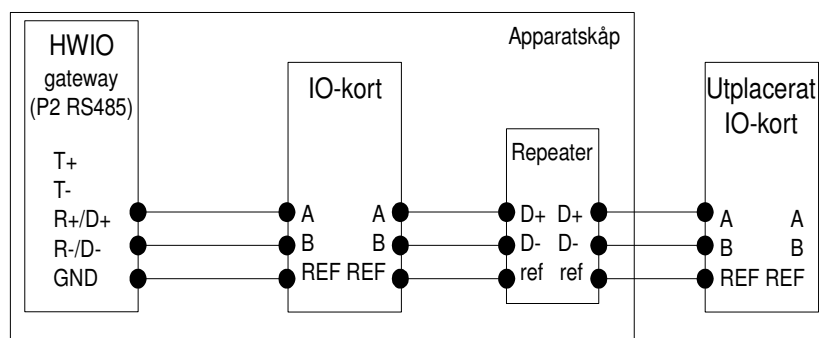 HWIO
gateway
(P2 RS485)
T+
T-
R+/D+
R-/D-
GND
Apparatskåp
IO-kort
A A
B B
REF REF
Repeater
D+ D+
D- D-
ref ref
Utplacerat
IO-kort
A A
B B
REF REF